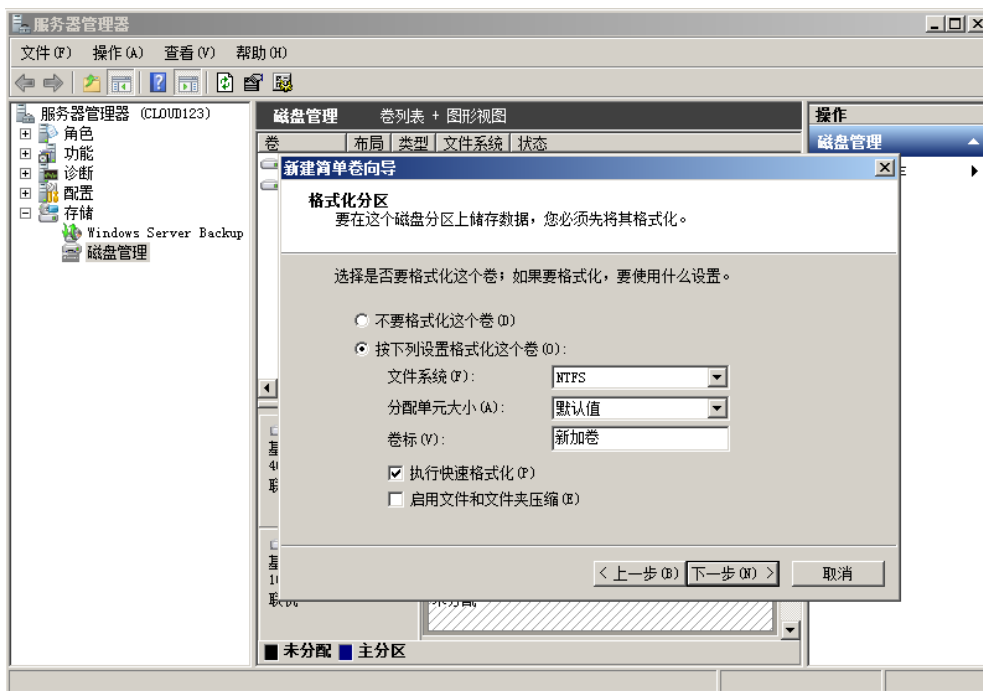 服务器管理器
文件(F) 操作(A) 查看(V) 帮助(H)
服务器管理器 (CLOUD123)
角色
功能
诊断
配置
存储
Windows Server Backup
磁盘管理
磁盘管理 卷列表 + 图形视图
卷 布局 类型 文件系统 状态
操作
磁盘管理
新建简单卷向导
格式化分区
要在这个磁盘分区上储存数据，您必须先将其格式化。
选择是否要格式化这个卷；如果要格式化，要使用什么设置。
不要格式化这个卷(D)
按下列设置格式化这个卷(O):
文件系统(F): NTFS
分配单元大小(A): 默认值
卷标(V): 新加卷
执行快速格式化(P)
启用文件和文件夹压缩(E)
< 上一步(B) 下一步(N) > 取消
未分配 主分区